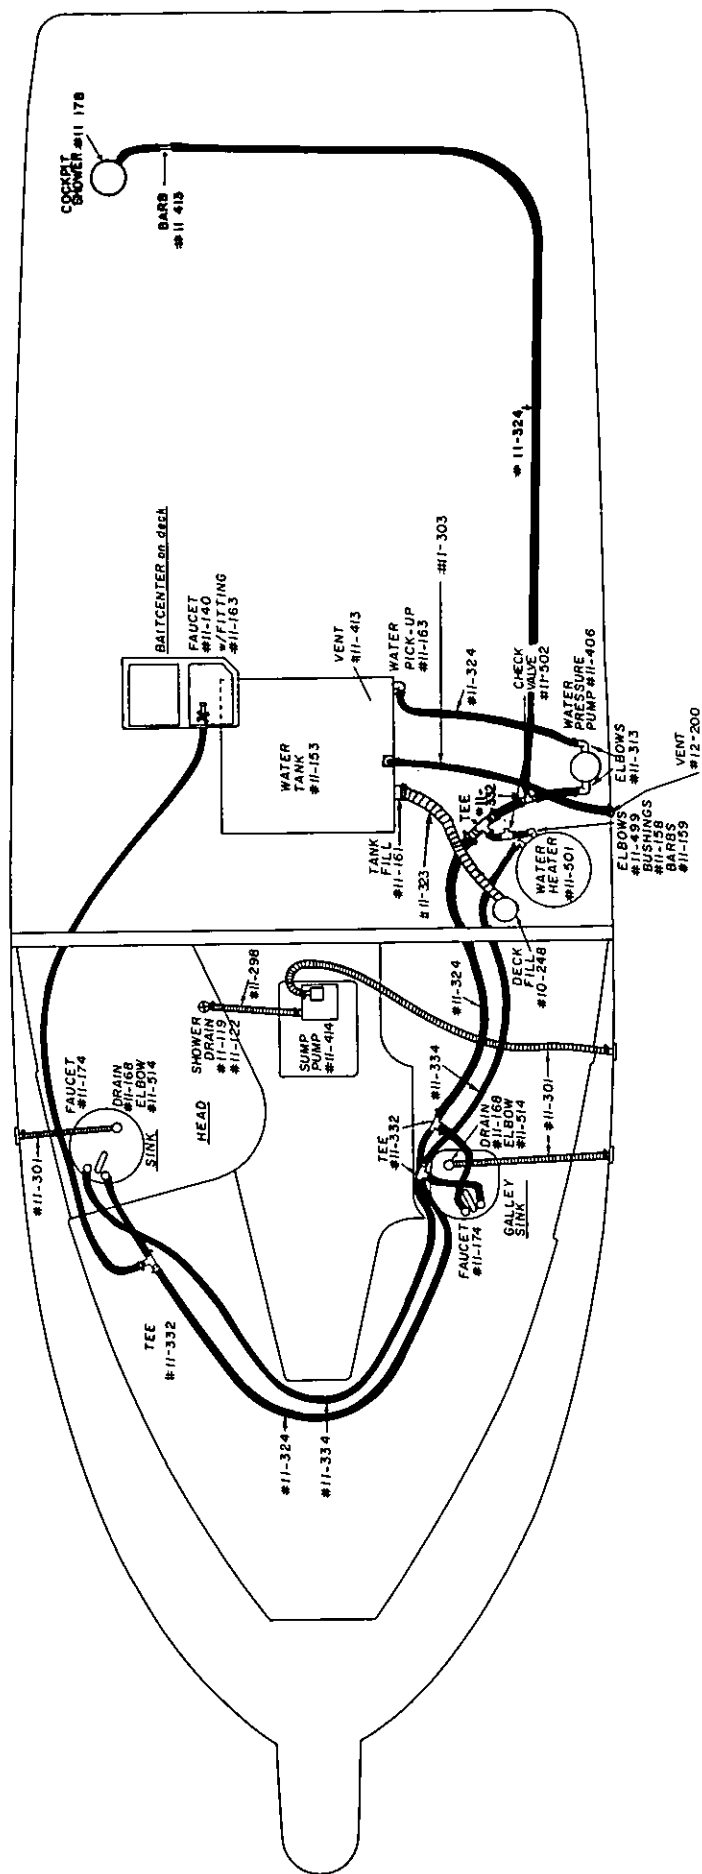 COCKPIT
SHOWER #11-178
BARB
#11-413
#11-324
BAITCENTER on deck
FAUCET
#11-140
w/FITTING
#11-163
#11-303
VENT
#11-413
WATER
PICK-UP
#11-163
#11-324
CHECK
VALVE
#11-502
WATER
PRESSURE
PUMP #11-406
ELBOWS
#11-313
VENT
#12-200
WATER
TANK
#11-153
TEE
#11-332
TANK
FILL
#11-161
#11-323
WATER
HEATER
#11-501
ELBOWS
#11-499
BUSHINGS
#11-158
BARBS
#11-159
DECK
FILL
#10-248
#11-298
SHOWER
DRAIN
#11-119
#11-122
SUMP
PUMP
#11-414
#11-324
#11-334
#11-301
FAUCET
#11-174
DRAIN
#11-168
ELBOW
#11-514
SINK
HEAD
#11-301
TEE
#11-332
DRAIN
#11-168
ELBOW
#11-514
GALLEY
SINK
FAUCET
#11-174
TEE
#11-332
#11-324
#11-334